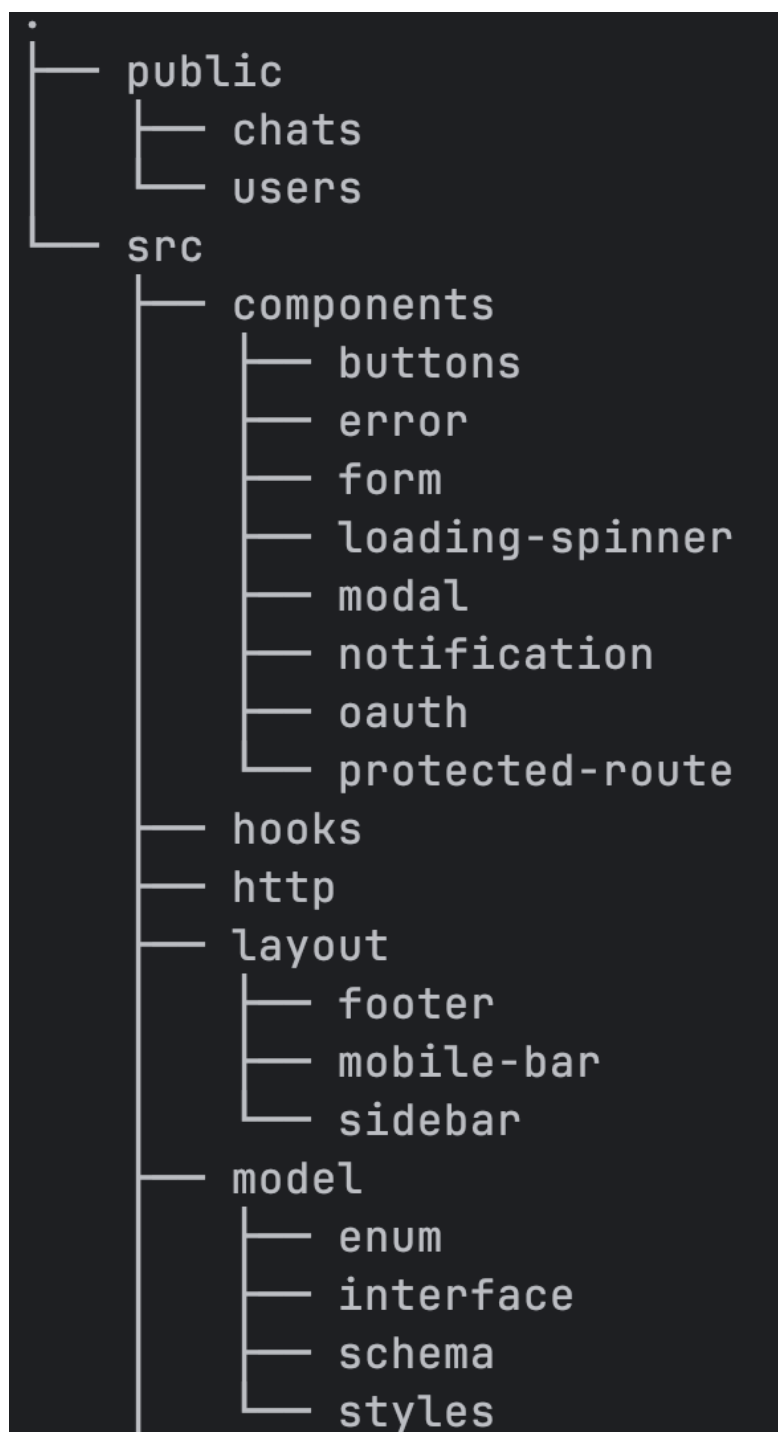 .
├── public
│   ├── chats
│   └── users
└── src
    ├── components
    │   ├── buttons
    │   ├── error
    │   ├── form
    │   ├── loading-spinner
    │   ├── modal
    │   ├── notification
    │   ├── oauth
    │   └── protected-route
    ├── hooks
    ├── http
    ├── layout
    │   ├── footer
    │   ├── mobile-bar
    │   └── sidebar
    ├── model
    │   ├── enum
    │   ├── interface
    │   ├── schema
    │   └── styles